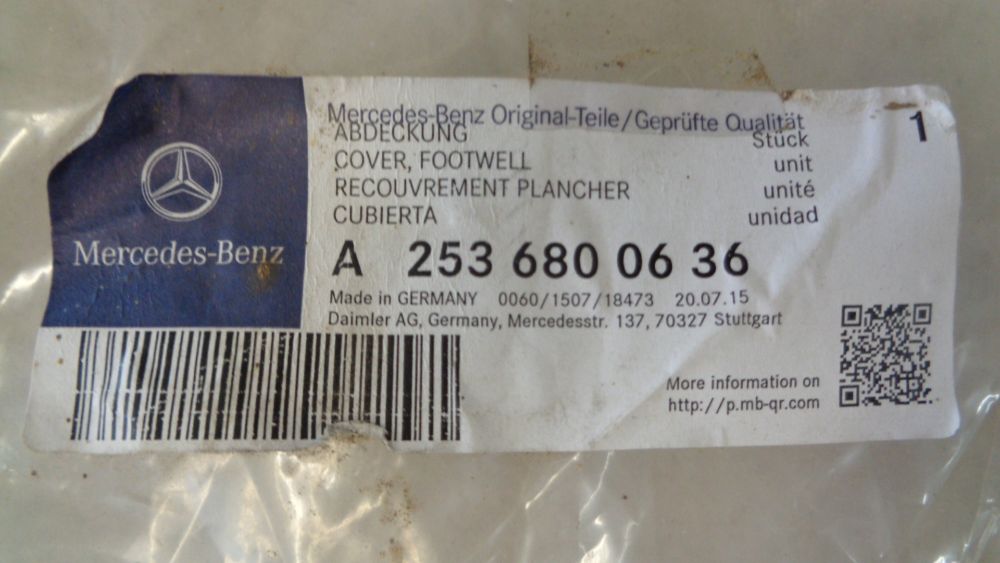 Mercedes-Benz
Mercedes-Benz Original-Teile/Geprüfte Qualität
1
ABDECKUNG Stück
COVER, FOOTWELL unit
RECOUVREMENT PLANCHER unité
CUBIERTA unidad
A 253 680 06 36
Made in GERMANY 0060/1507/18473 20.07.15
Daimler AG, Germany, Mercedesstr. 137, 70327 Stuttgart
More information on
http://p.mb-qr.com